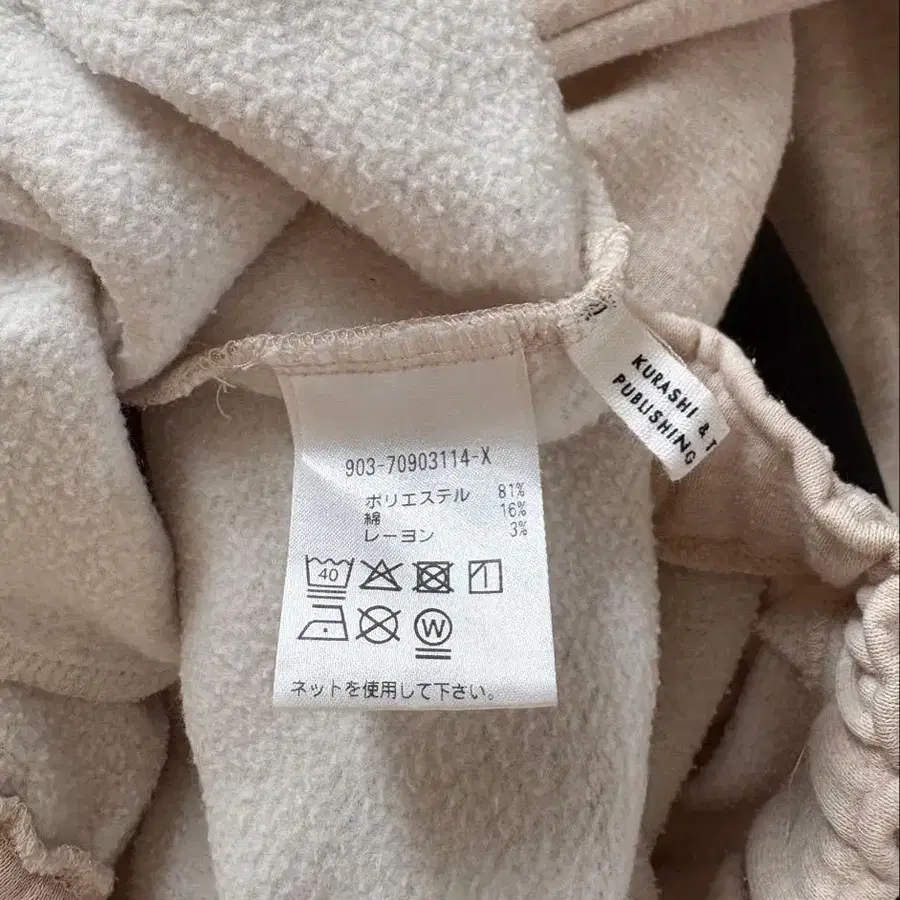 903-70903114-X
ポリエステル 81%
綿 16%
レーヨン 3%
40
W
ネットを使用して下さい。
KURASHI & T
PUBLISHING